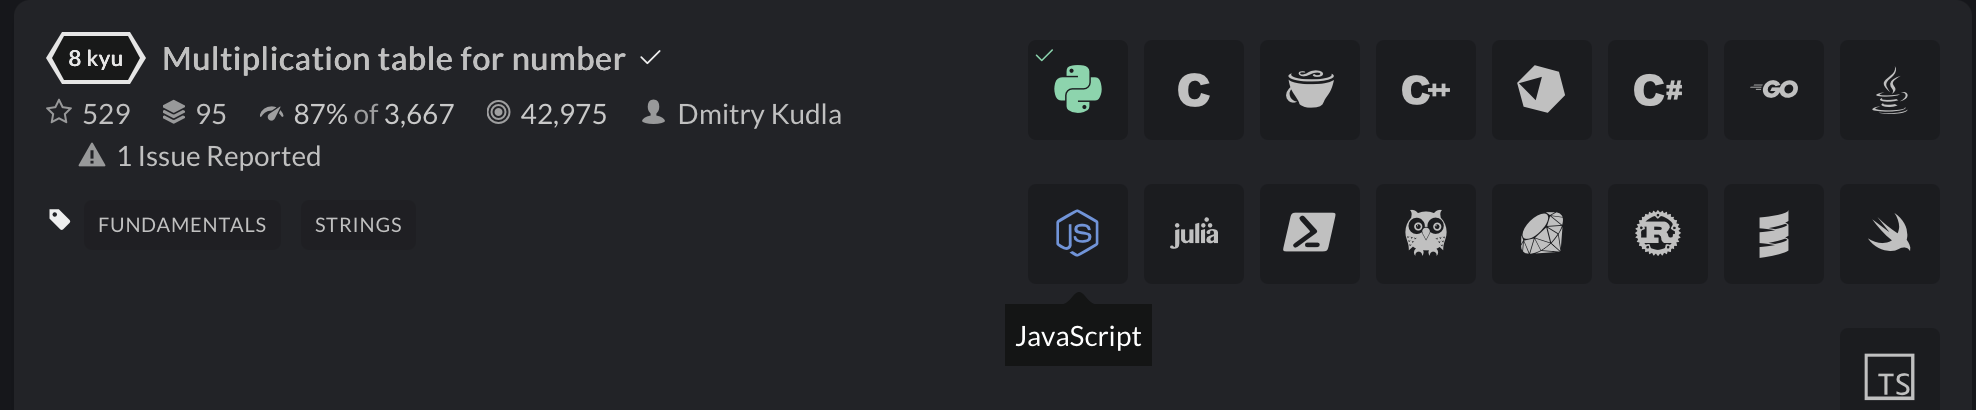 8 kyu Multiplication table for number
529 95 87% of 3,667 42,975 Dmitry Kudla
1 Issue Reported
FUNDAMENTALS STRINGS
C C++ C# GO
JS julia R
JavaScript
TS